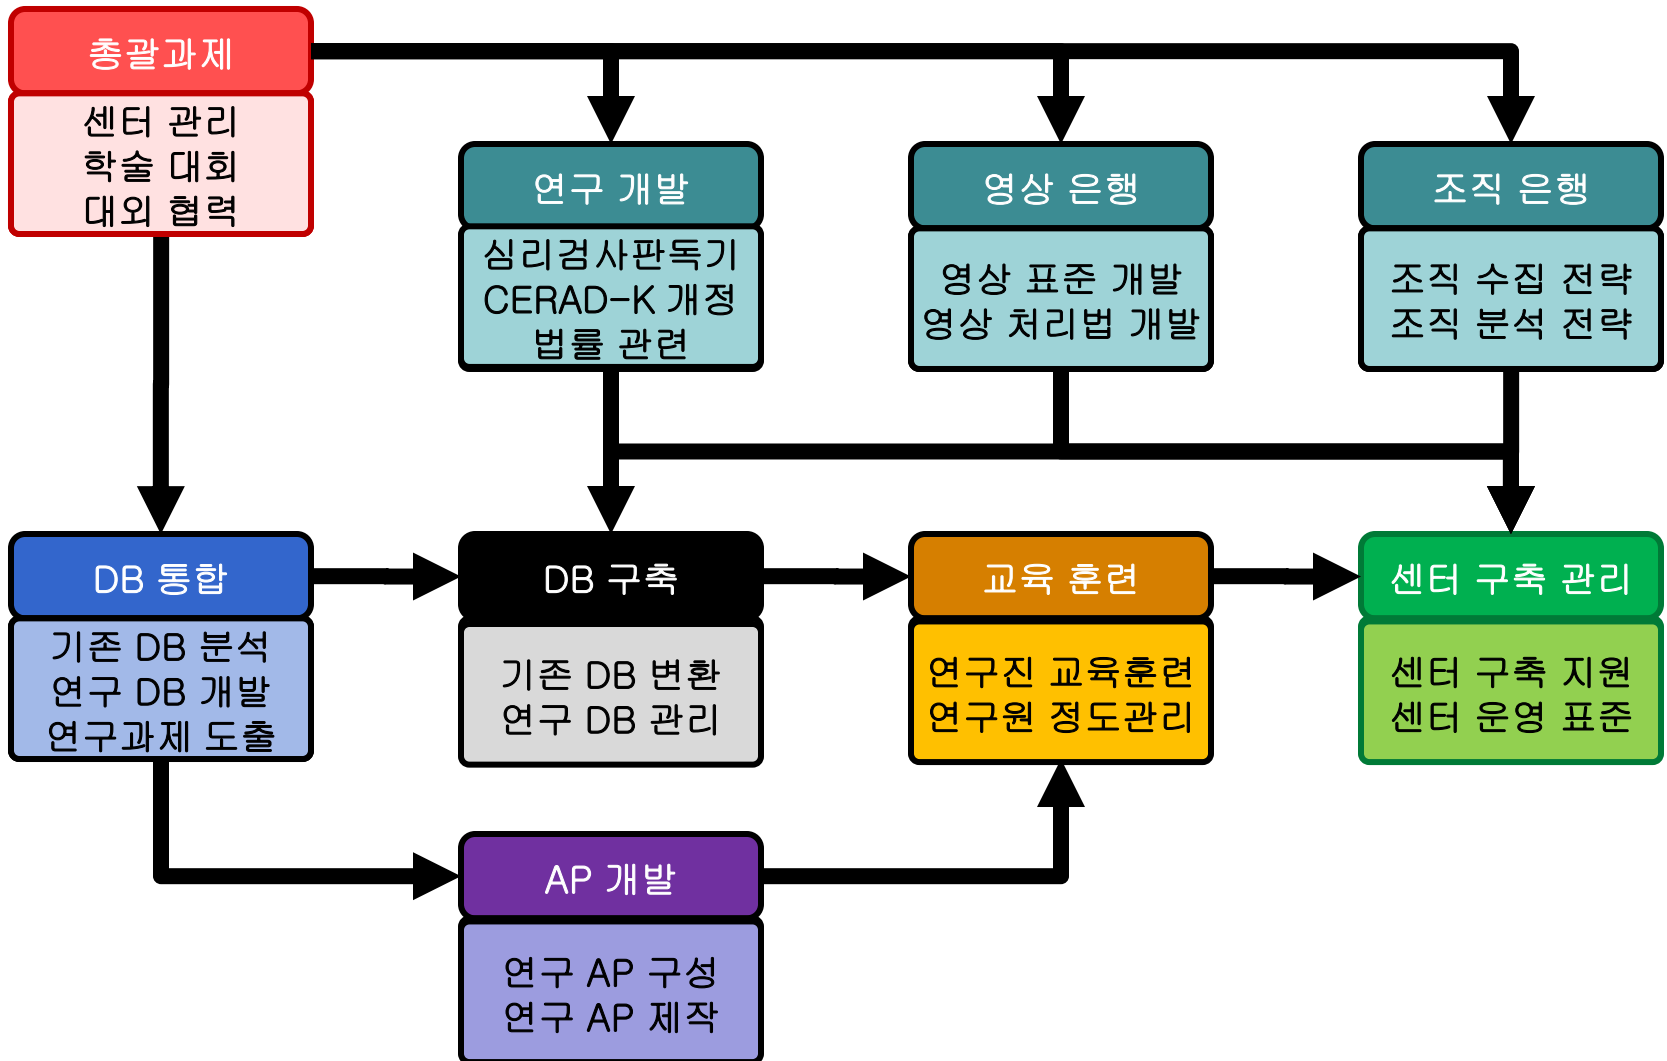 총괄과제
센터 관리
학술 대회
대외 협력
연구 개발
심리검사판독기
CERAD-K 개정
법률 관련
영상 은행
영상 표준 개발
영상 처리법 개발
조직 은행
조직 수집 전략
조직 분석 전략
DB 통합
기존 DB 분석
연구 DB 개발
연구과제 도출
DB 구축
기존 DB 변환
연구 DB 관리
교육 훈련
연구진 교육훈련
연구원 정도관리
센터 구축 관리
센터 구축 지원
센터 운영 표준
AP 개발
연구 AP 구성
연구 AP 제작